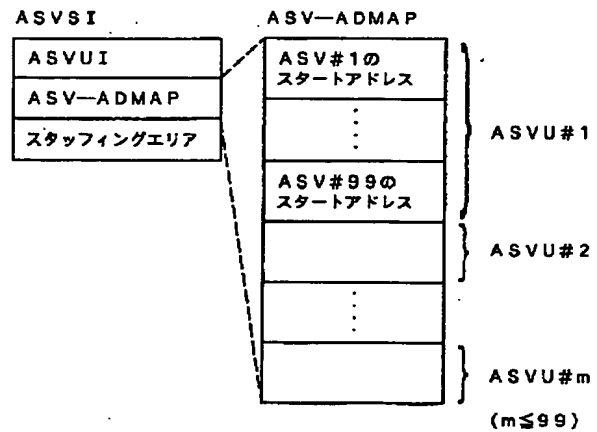 ASVSI
ASVUI
ASV—ADMAP
スタッフィングエリア
ASV—ADMAP
ASV#1の
スタートアドレス
ASV#99の
スタートアドレス
ASVU#1
ASVU#2
ASVU#m
(m≦99)